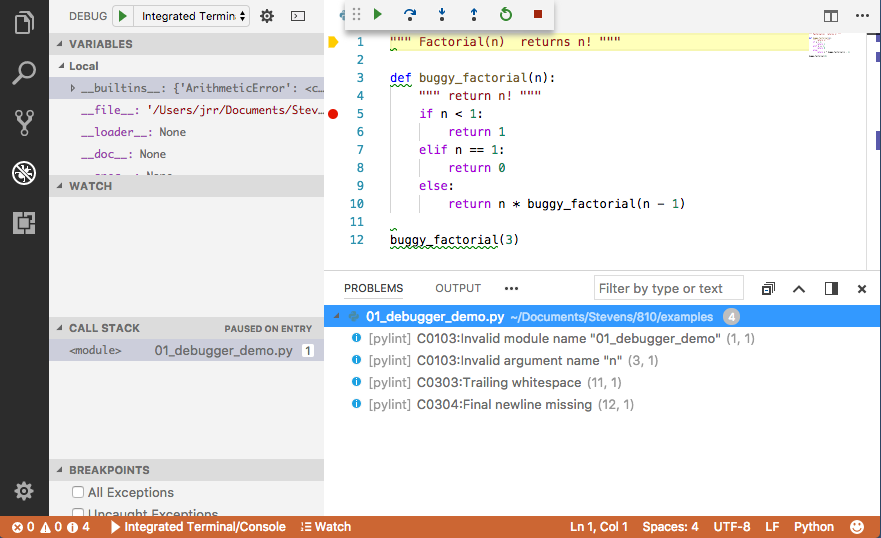 DEBUG Integrated Termina
VARIABLES
Local
__builtins__: {'ArithmeticError': <c...
__file__: '/Users/jrr/Documents/Stev...
__loader__: None
__doc__: None
WATCH
CALL STACK PAUSED ON ENTRY
<module> 01_debugger_demo.py 1
BREAKPOINTS
All Exceptions
Uncaught Exceptions
1 """ Factorial(n)  returns n! """
2
3 def buggy_factorial(n):
4     """ return n! """
5     if n < 1:
6         return 1
7     elif n == 1:
8         return 0
9     else:
10         return n * buggy_factorial(n - 1)
11
12 buggy_factorial(3)
PROBLEMS OUTPUT ••• Filter by type or text
01_debugger_demo.py ~/Documents/Stevens/810/examples 4
[pylint] C0103:Invalid module name "01_debugger_demo" (1, 1)
[pylint] C0103:Invalid argument name "n" (3, 1)
[pylint] C0303:Trailing whitespace (11, 1)
[pylint] C0304:Final newline missing (12, 1)
0 0 4 Integrated Terminal/Console Watch Ln 1, Col 1 Spaces: 4 UTF-8 LF Python